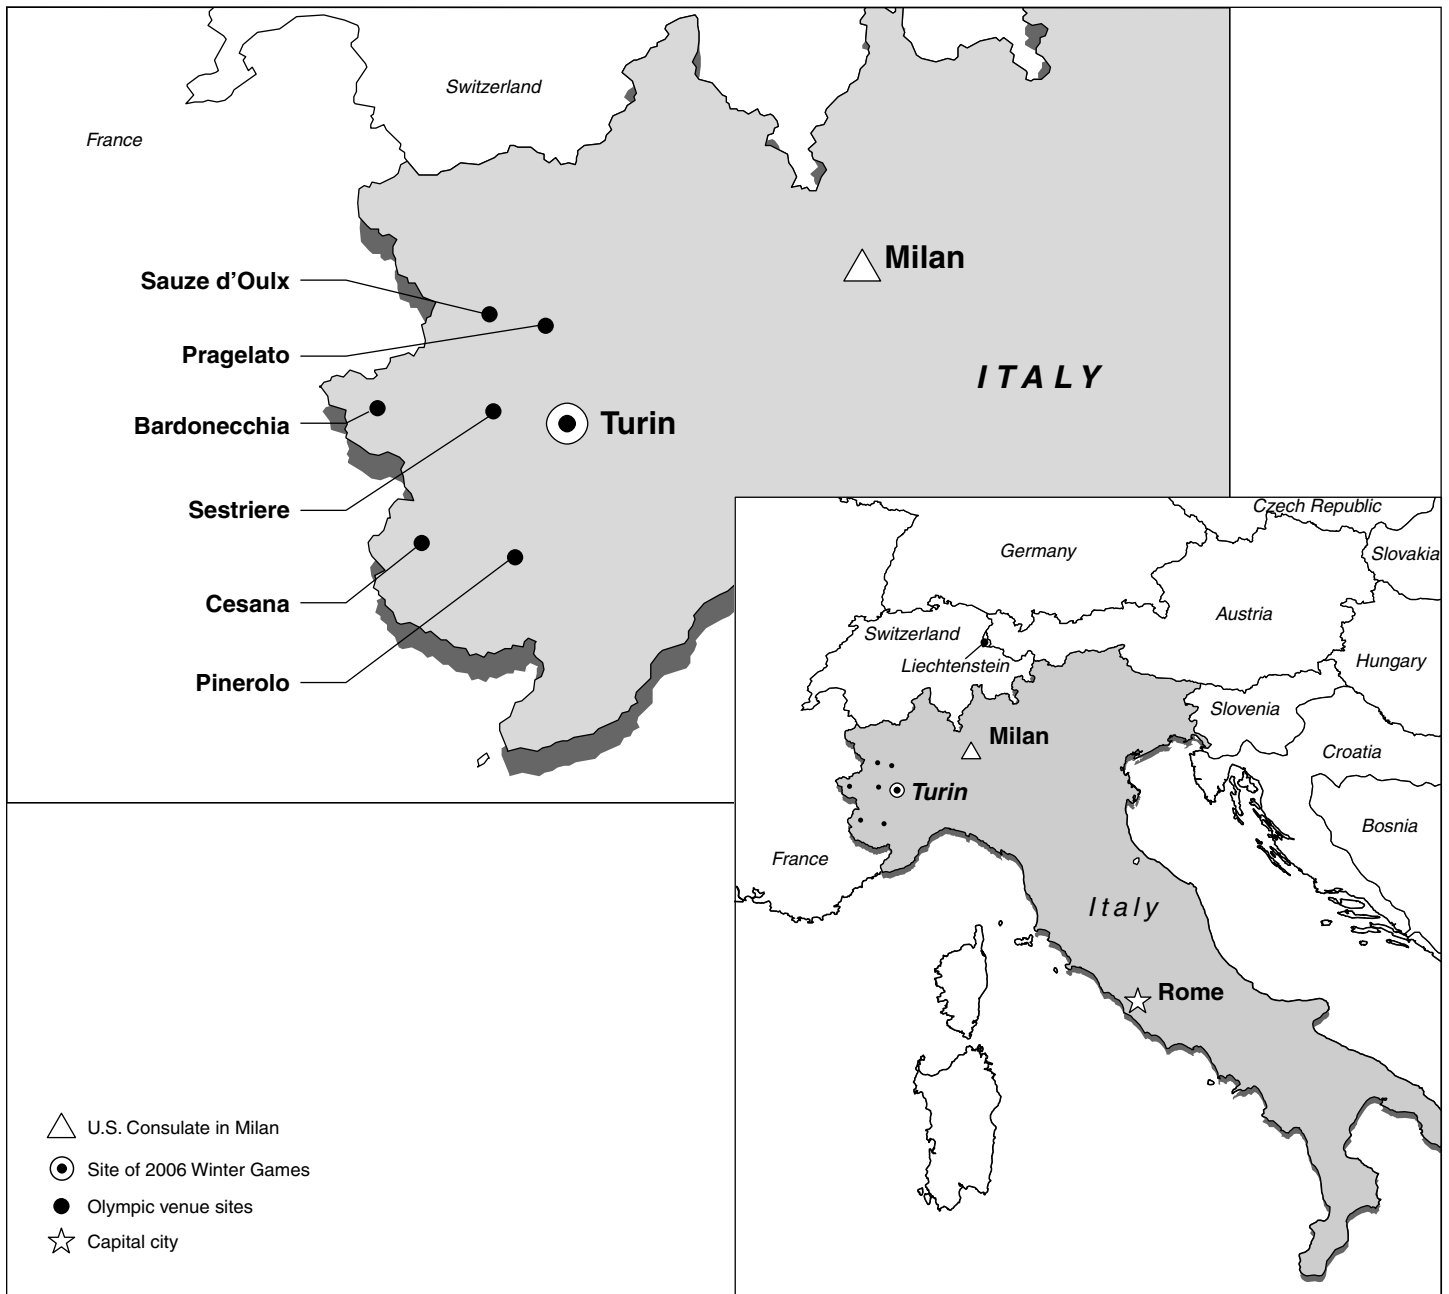 Switzerland
France
Milan
Sauze d’Oulx
Pragelato
ITALY
Bardonecchia
Turin
Sestriere
Cesana
Pinerolo
Czech Republic
Germany
Slovakia
Austria
Switzerland
Liechtenstein
Hungary
Slovenia
Milan
Croatia
Turin
Bosnia
France
Italy
Rome
U.S. Consulate in Milan
Site of 2006 Winter Games
Olympic venue sites
Capital city